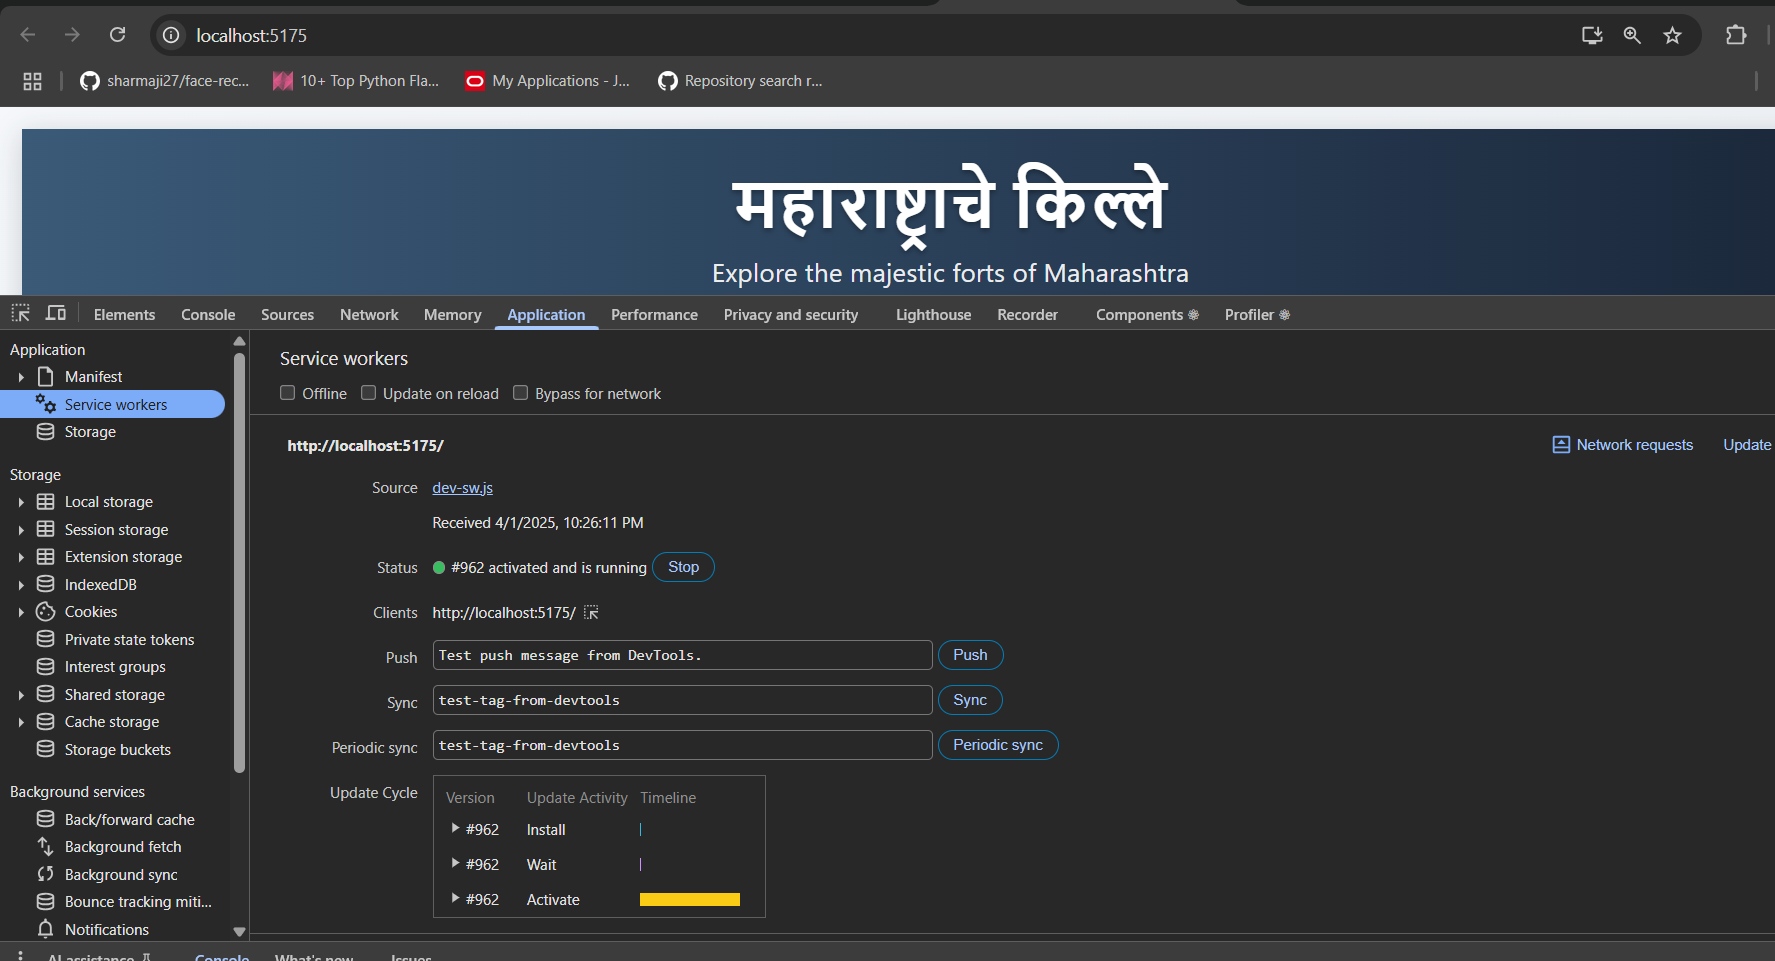 localhost:5175
sharmaji27/face-rec... 10+ Top Python Fla... My Applications - J... Repository search r...
महाराष्ट्राचे किल्ले
Explore the majestic forts of Maharashtra
Elements Console Sources Network Memory Application Performance Privacy and security Lighthouse Recorder Components Profiler
Application
Manifest
Service workers
Storage
Storage
Local storage
Session storage
Extension storage
IndexedDB
Cookies
Private state tokens
Interest groups
Shared storage
Cache storage
Storage buckets
Background services
Back/forward cache
Background fetch
Background sync
Bounce tracking miti...
Notifications
Service workers
Offline Update on reload Bypass for network
http://localhost:5175/ Network requests Update
Source dev-sw.js
Received 4/1/2025, 10:26:11 PM
Status #962 activated and is running Stop
Clients http://localhost:5175/
Push Test push message from DevTools. Push
Sync test-tag-from-devtools Sync
Periodic sync test-tag-from-devtools Periodic sync
Update Cycle Version Update Activity Timeline
#962 Install
#962 Wait
#962 Activate
AI assistance Console What's new Issues